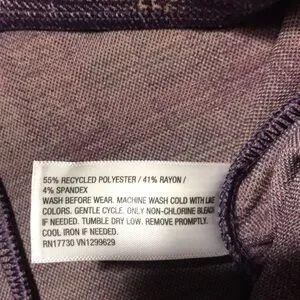 55% RECYCLED POLYESTER / 41% RAYON /
4% SPANDEX
WASH BEFORE WEAR. MACHINE WASH COLD WITH LIKE
COLORS. GENTLE CYCLE. ONLY NON-CHLORINE BLEACH
IF NEEDED. TUMBLE DRY LOW. REMOVE PROMPTLY.
COOL IRON IF NEEDED.
RN17730 VN1299629